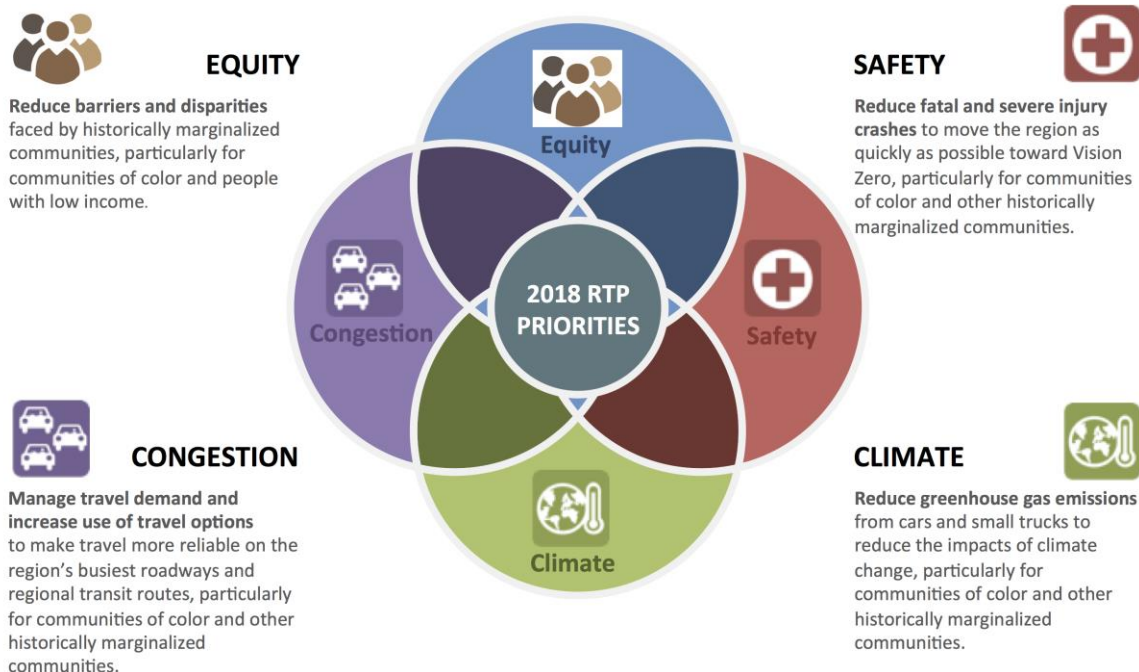 EQUITY
Reduce barriers and disparities
faced by historically marginalized
communities, particularly for
communities of color and people
with low income.
SAFETY
Reduce fatal and severe injury
crashes to move the region as
quickly as possible toward Vision
Zero, particularly for communities
of color and other historically
marginalized communities.
Equity
Congestion
2018 RTP
PRIORITIES
Safety
Climate
CONGESTION
Manage travel demand and
increase use of travel options
to make travel more reliable on the
region's busiest roadways and
regional transit routes, particularly
for communities of color and other
historically marginalized
communities.
CLIMATE
Reduce greenhouse gas emissions
from cars and small trucks to
reduce the impacts of climate
change, particularly for
communities of color and other
historically marginalized
communities.